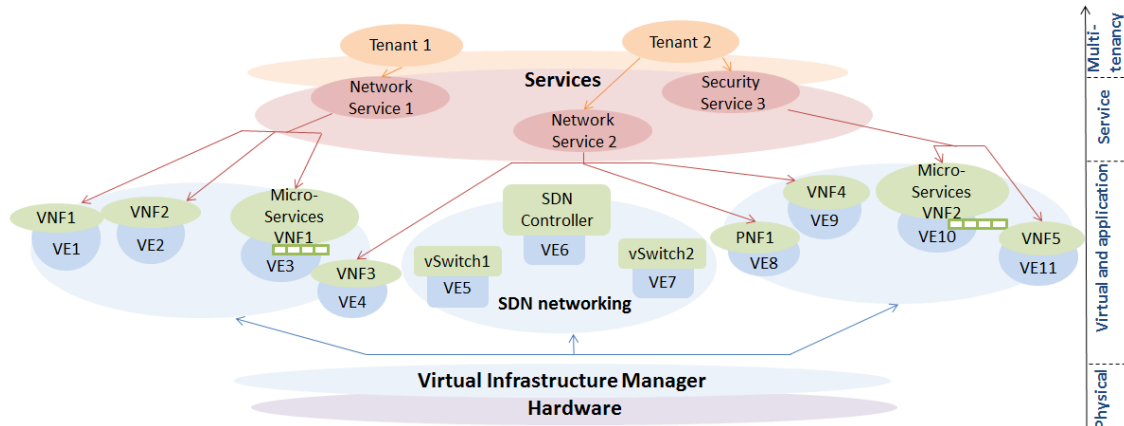 Tenant 1
Tenant 2
Multi-
tenancy
Services
Network
Service 1
Security
Service 3
Network
Service 2
Service
VNF1
VE1
VNF2
VE2
Micro-
Services
VNF1
VE3
VNF3
VE4
SDN
Controller
VE6
vSwitch1
VE5
vSwitch2
VE7
SDN networking
PNF1
VE8
VNF4
VE9
Micro-
Services
VNF2
VE10
VNF5
VE11
Virtual and application
Virtual Infrastructure Manager
Hardware
Physical